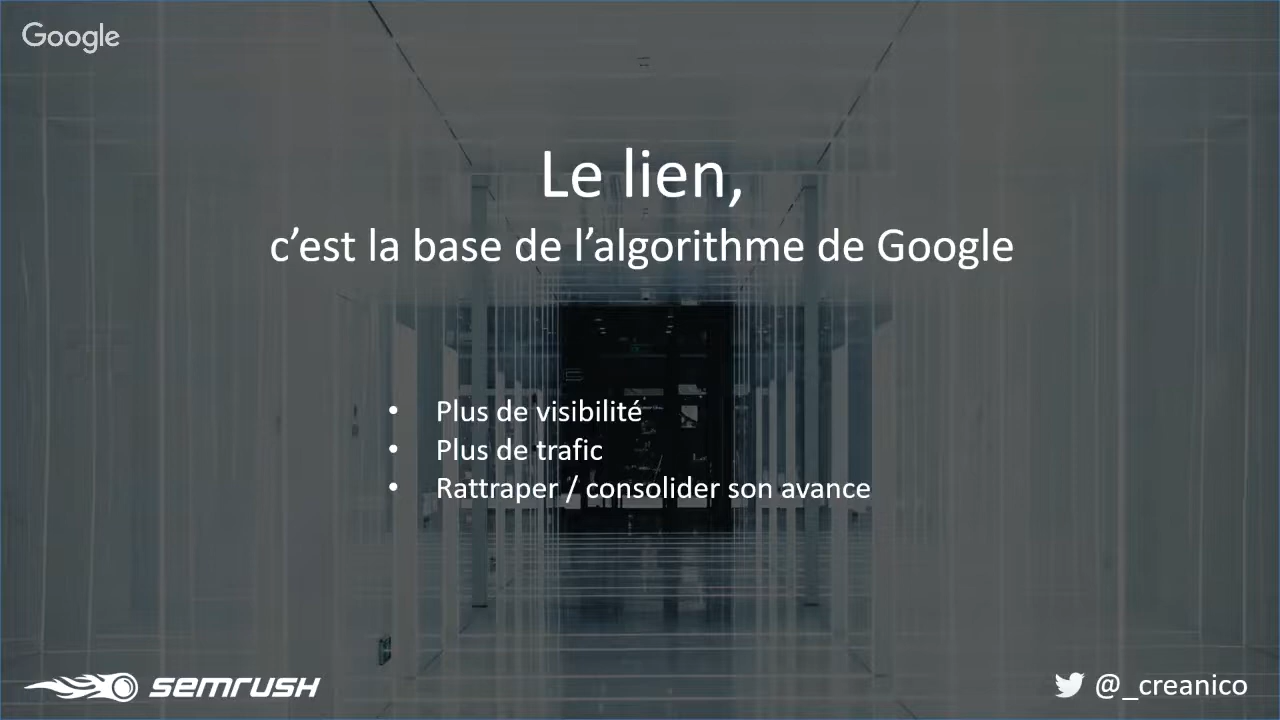 Google
Le lien,
c’est la base de l’algorithme de Google
• Plus de visibilité
• Plus de trafic
• Rattraper / consolider son avance
SEMRUSH
@_creanico